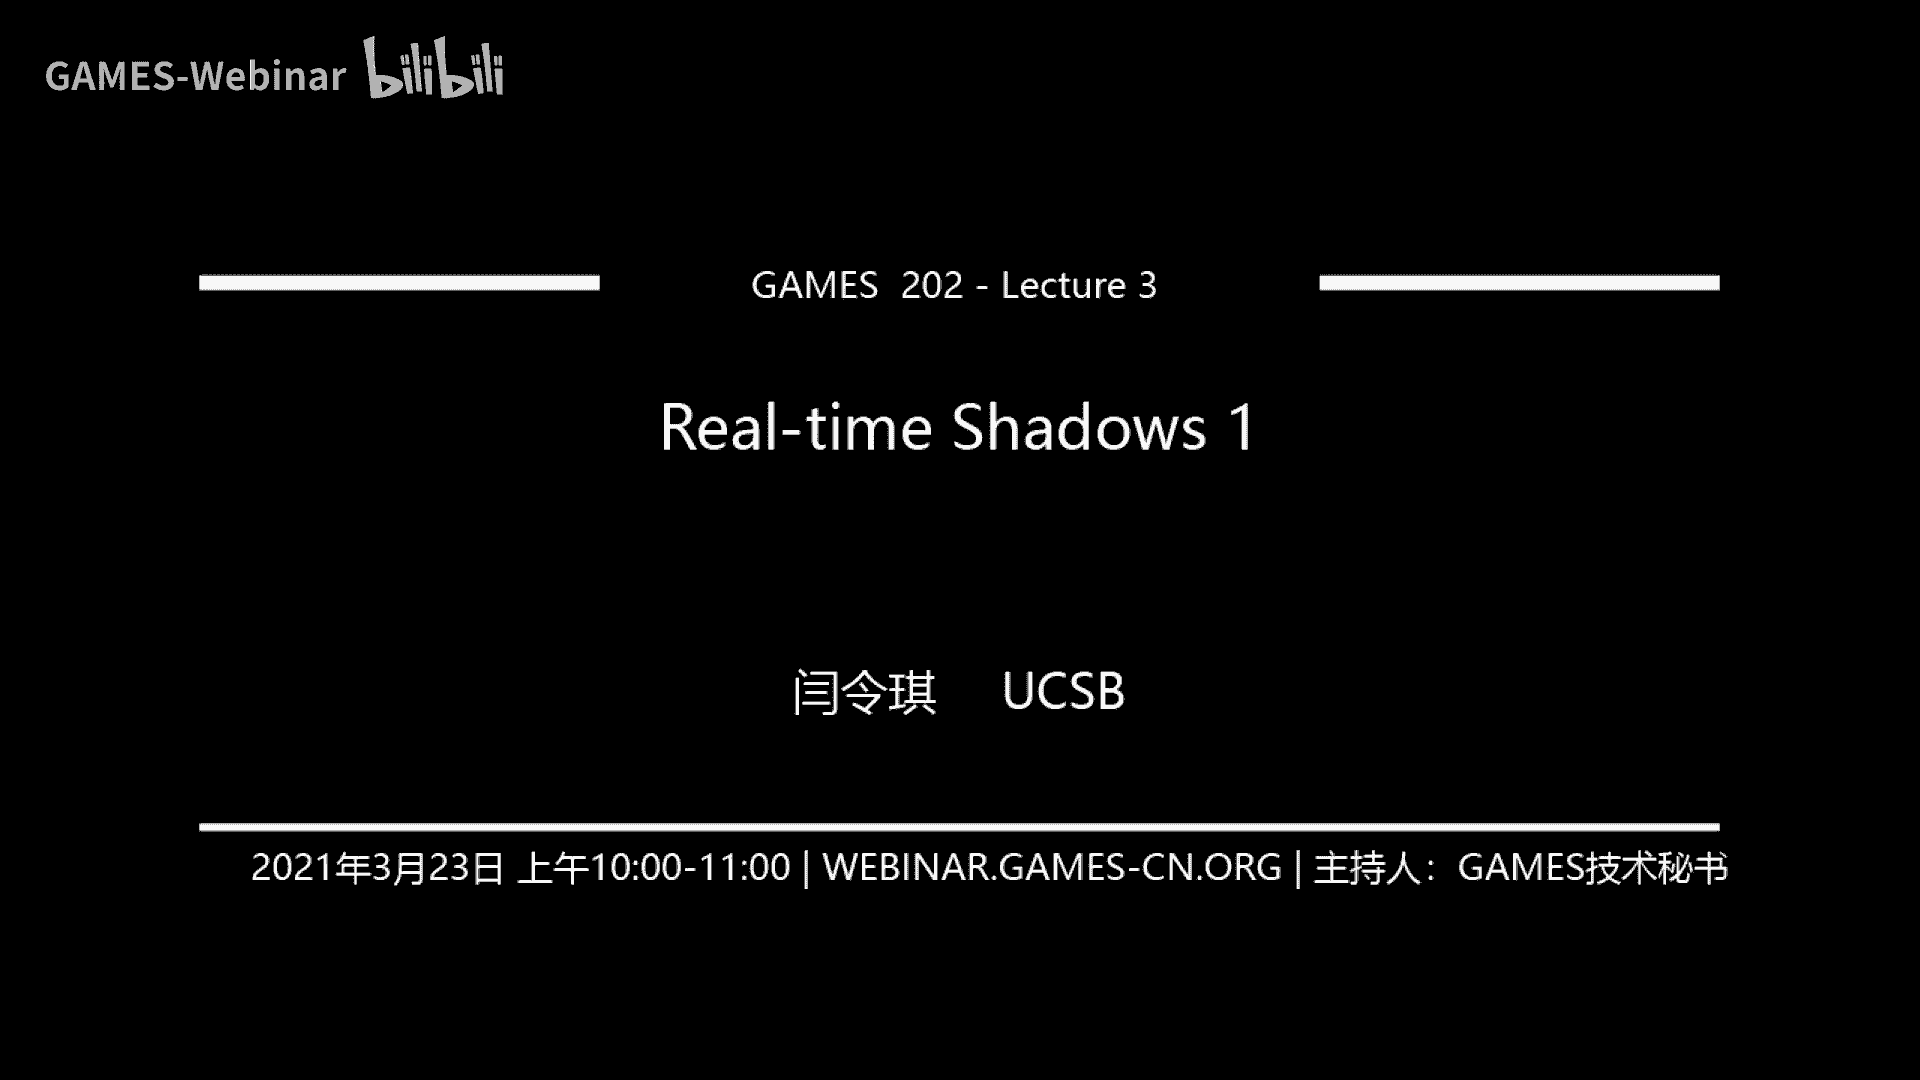 GAMES-Webinar bilibili
GAMES 202 - Lecture 3
Real-time Shadows 1
闫令琪 UCSB
2021年3月23日 上午10:00-11:00 | WEBINAR.GAMES-CN.ORG | 主持人：GAMES技术秘书